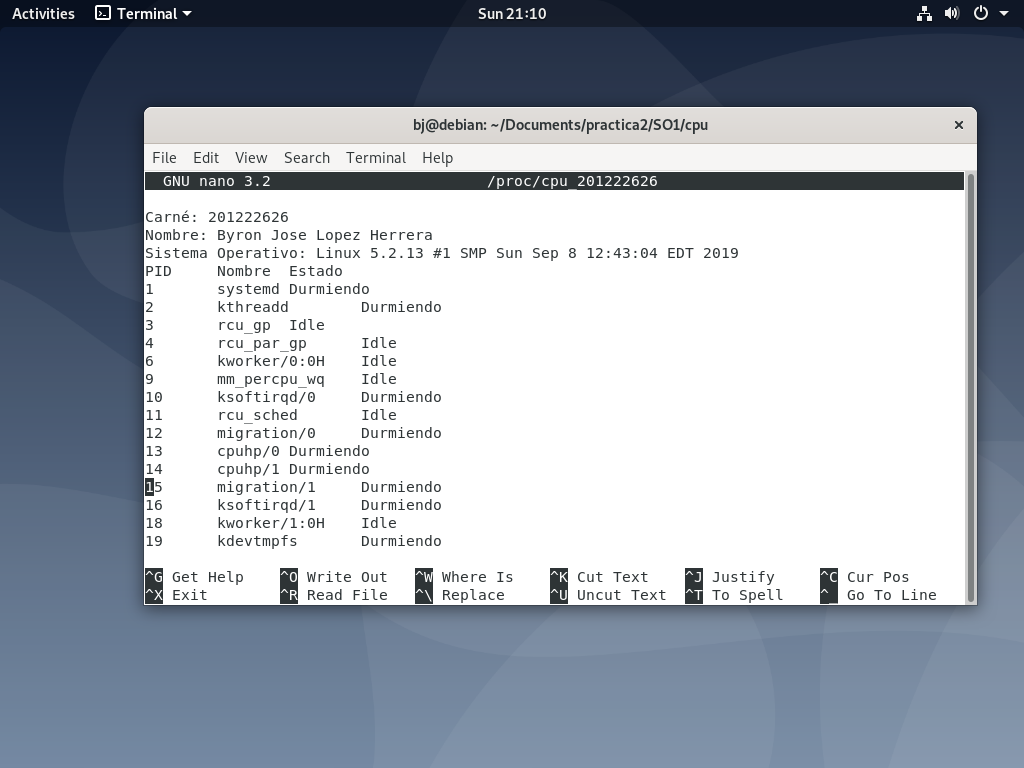 Activities Terminal Sun 21:10
bj@debian: ~/Documents/practica2/SO1/cpu ×
File Edit View Search Terminal Help
GNU nano 3.2 /proc/cpu_201222626
Carné: 201222626
Nombre: Byron Jose Lopez Herrera
Sistema Operativo: Linux 5.2.13 #1 SMP Sun Sep 8 12:43:04 EDT 2019
PID Nombre Estado
1 systemd Durmiendo
2 kthreadd Durmiendo
3 rcu_gp Idle
4 rcu_par_gp Idle
6 kworker/0:0H Idle
9 mm_percpu_wq Idle
10 ksoftirqd/0 Durmiendo
11 rcu_sched Idle
12 migration/0 Durmiendo
13 cpuhp/0 Durmiendo
14 cpuhp/1 Durmiendo
15 migration/1 Durmiendo
16 ksoftirqd/1 Durmiendo
18 kworker/1:0H Idle
19 kdevtmpfs Durmiendo
^G Get Help ^O Write Out ^W Where Is ^K Cut Text ^J Justify ^C Cur Pos
^X Exit ^R Read File ^\ Replace ^U Uncut Text ^T To Spell ^_ Go To Line